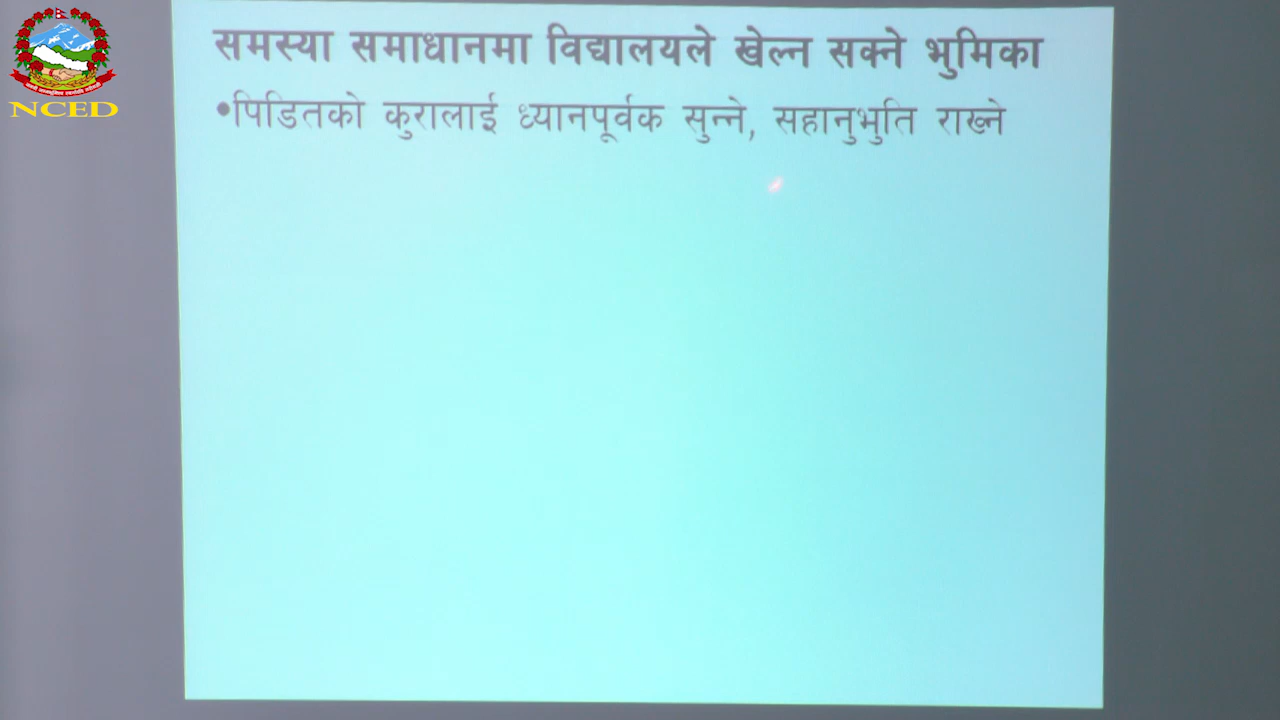 समस्या समाधानमा विद्यालयले खेल्न सक्ने भुमिका
•पिडितको कुरालाई ध्यानपूर्वक सुन्ने, सहानुभुति राख्ने
NCED